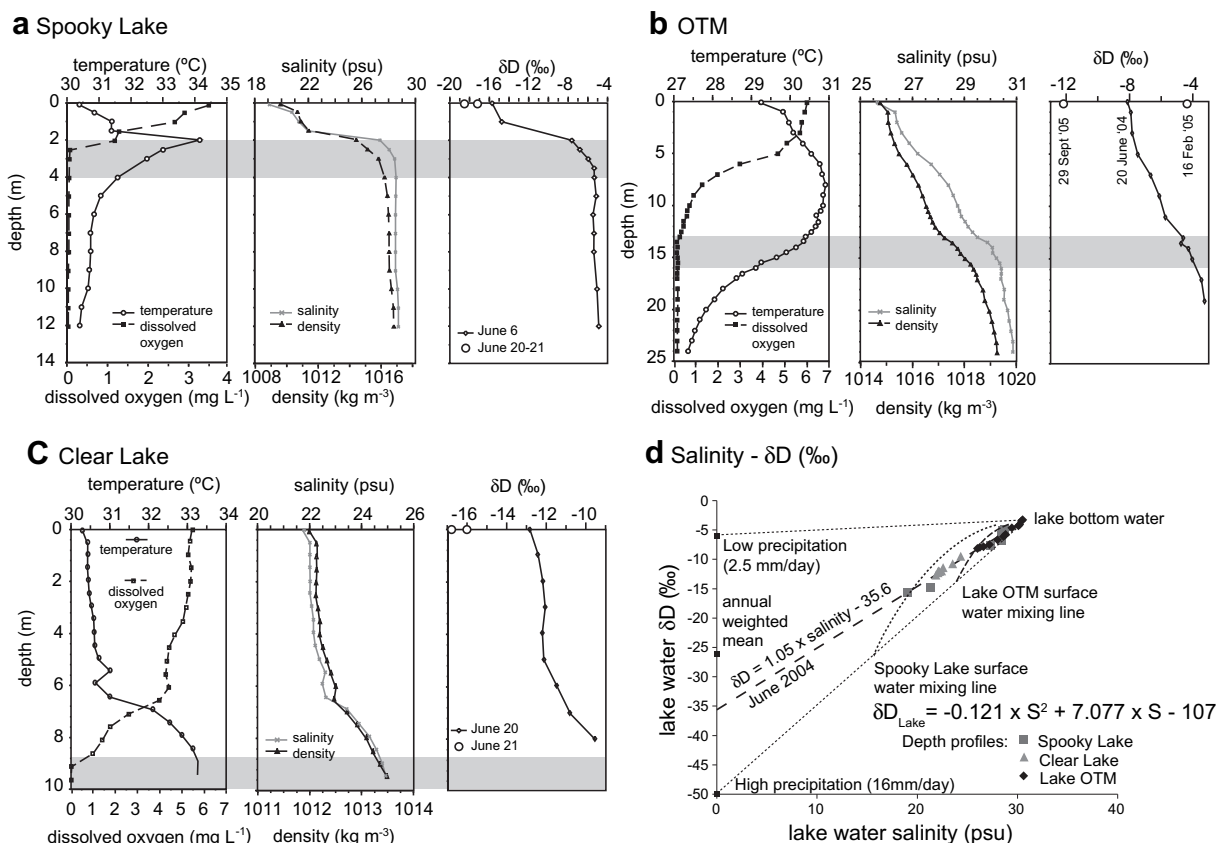 a Spooky Lake
temperature (ºC)
30 31 32 33 34 35
salinity (psu)
18 22 26 30
δD (‰)
-20 -16 -12 -8 -4
0
2
4
6
8
10
12
14
depth (m)
temperature
dissolved oxygen
salinity
density
June 6
June 20-21
0 1 2 3 4
dissolved oxygen (mg L-1)
1008 1012 1016
density (kg m-3)
b OTM
temperature (ºC)
27 28 29 30 31
salinity (psu)
25 27 29 31
δD (‰)
-12 -8 -4
0
5
10
15
20
25
depth (m)
temperature
dissolved oxygen
salinity
density
29 Sept '05
20 June '04
16 Feb '05
0 1 2 3 4 5 6 7
dissolved oxygen (mg L-1)
1014 1016 1018 1020
density (kg m-3)
C Clear Lake
temperature (ºC)
30 31 32 33 34
salinity (psu)
20 22 24 26
δD (‰)
-16 -14 -12 -10
0
2
4
6
8
10
depth (m)
temperature
dissolved oxygen
salinity
density
June 20
June 21
0 1 2 3 4 5 6 7
dissolved oxygen (mg L-1)
1011 1012 1013 1014
density (kg m-3)
d Salinity - δD (‰)
0
-5
-10
-15
-20
-25
-30
-35
-40
-45
-50
lake water δD (‰)
lake bottom water
Low precipitation
(2.5 mm/day)
annual
weighted
mean
Lake OTM surface
water mixing line
δD = 1.05 x salinity - 35.6
June 2004
Spooky Lake surface
water mixing line
δDLake= -0.121 x S2 + 7.077 x S - 107
Depth profiles:
Spooky Lake
Clear Lake
Lake OTM
High precipitation (16mm/day)
0 10 20 30 40
lake water salinity (psu)